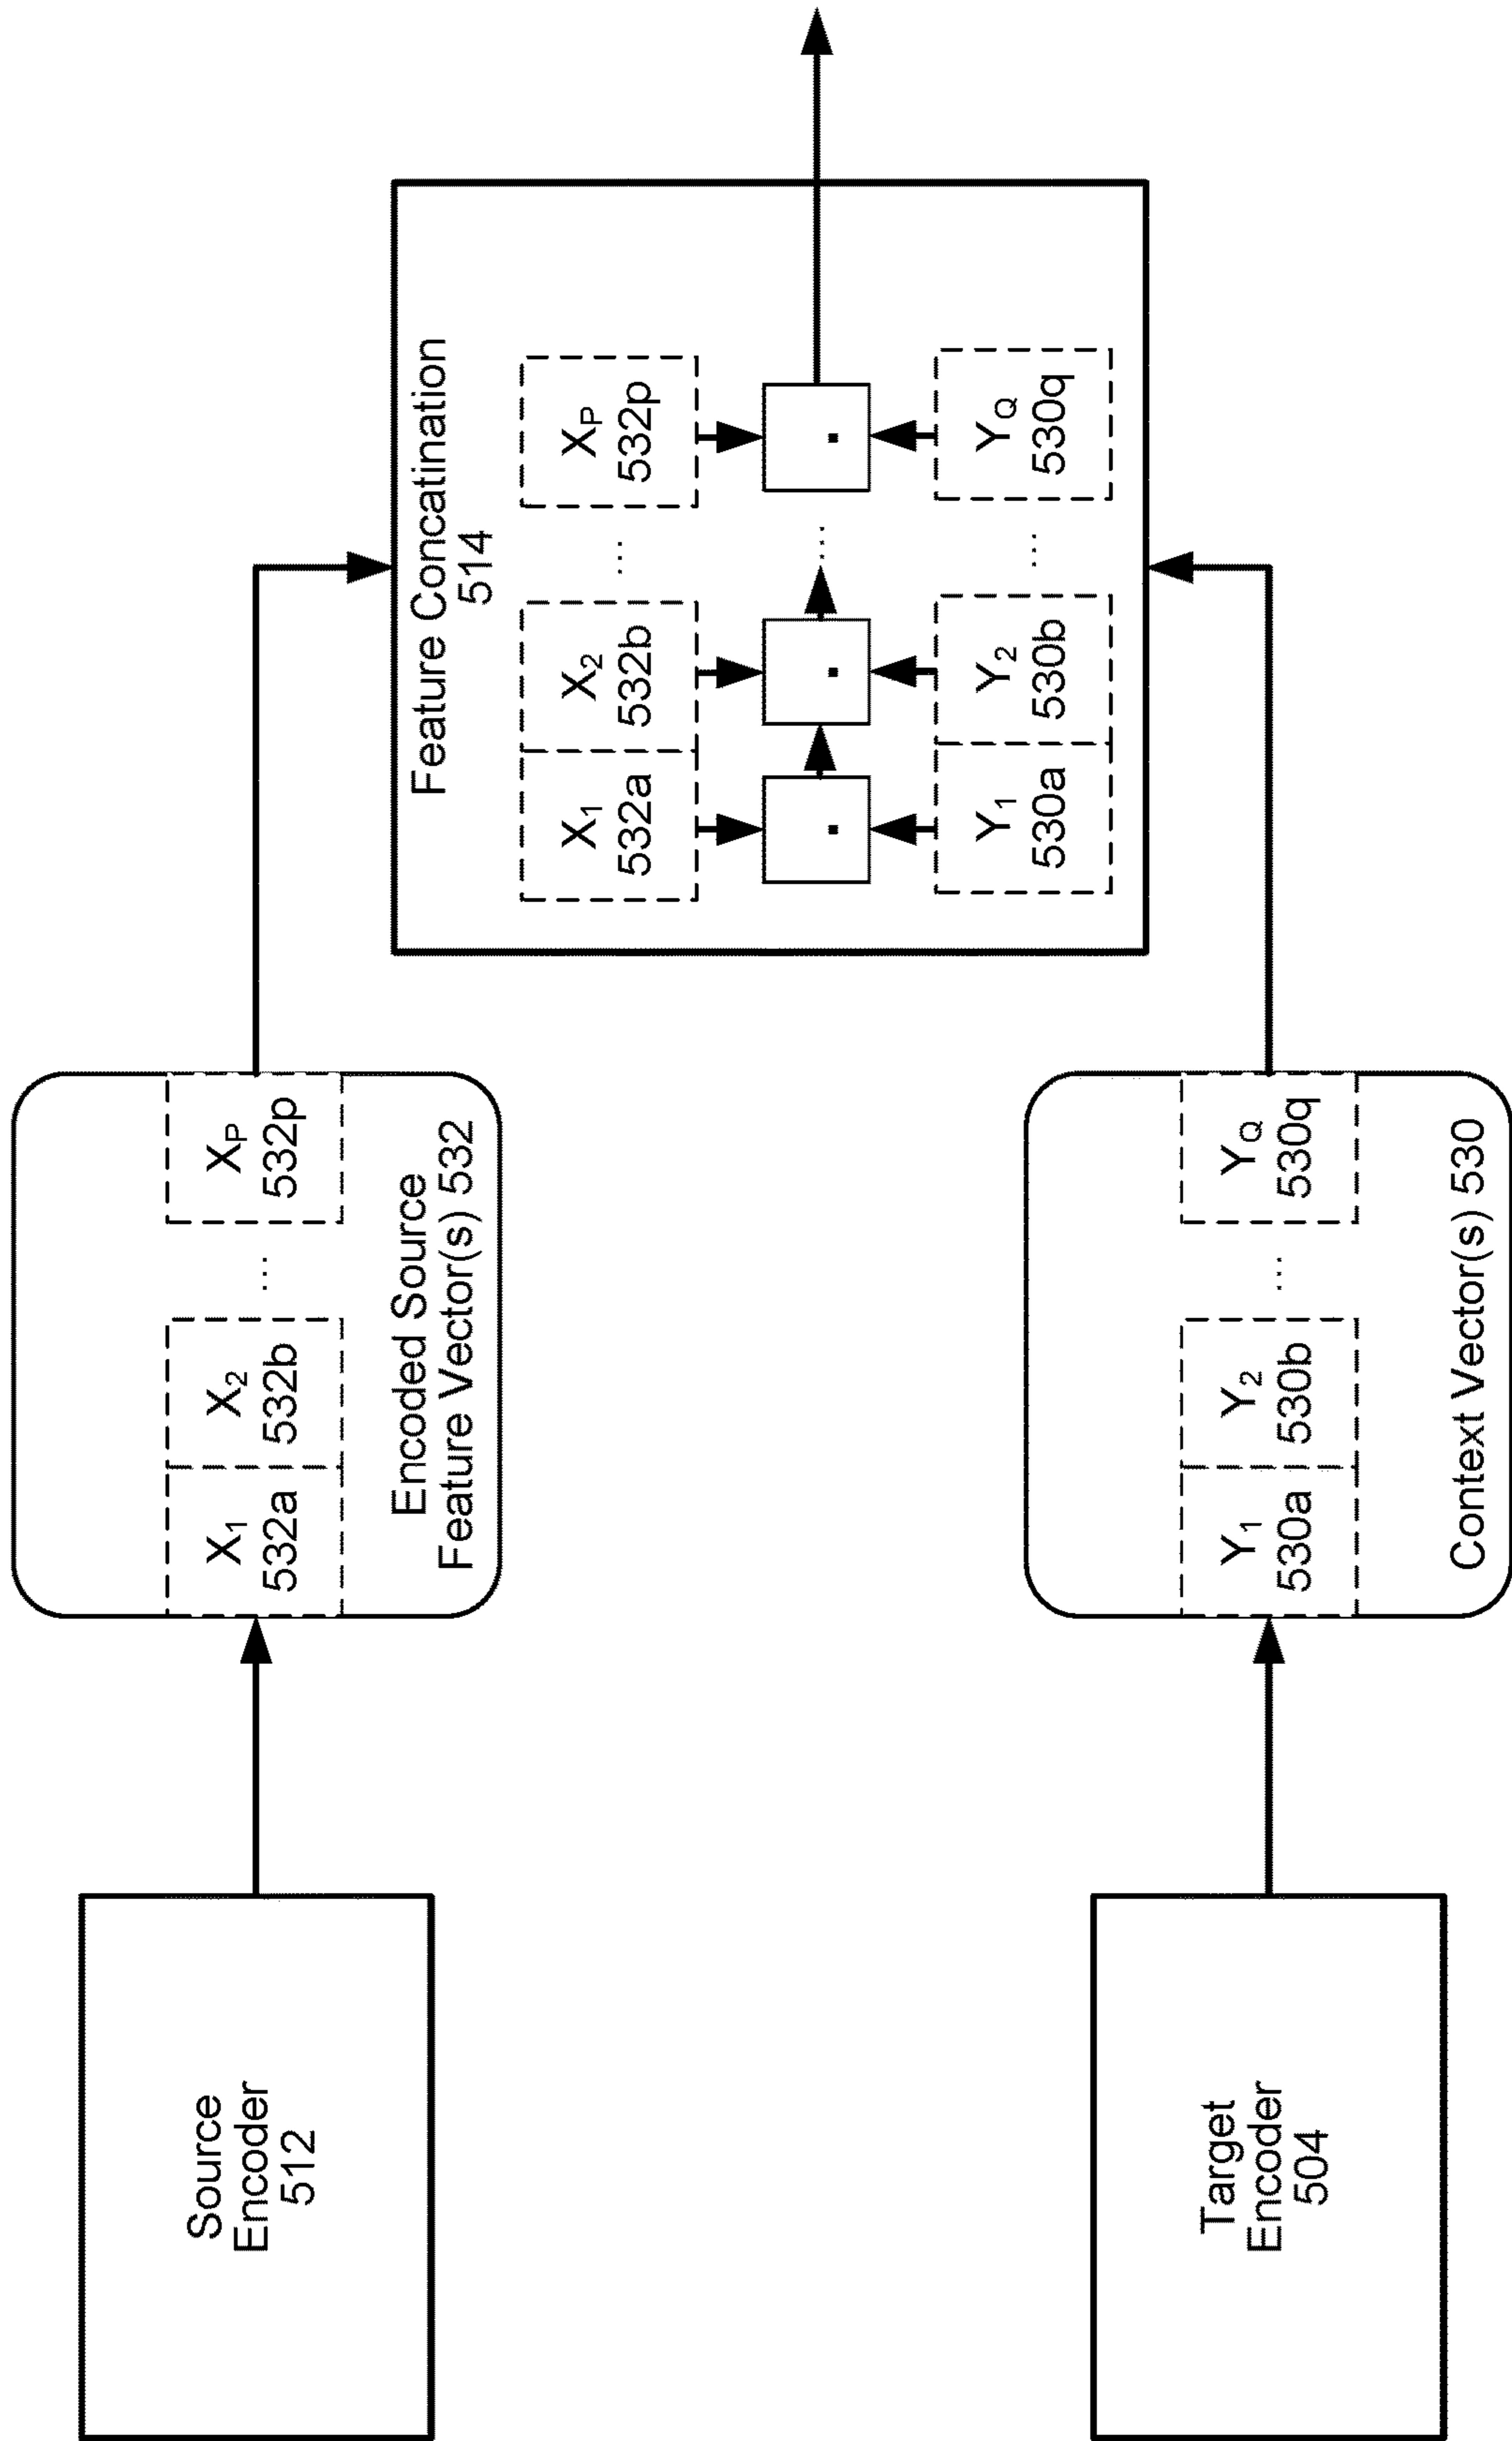 Source
Encoder
512
X1
532a
X2
532b
...
XP
532p
Encoded Source
Feature Vector(s) 532
Feature Concatination
514
X1
532a
X2
532b
...
XP
532p
. . ... .
Y1
530a
Y2
530b
...
YQ
530q
Target
Encoder
504
Y1
530a
Y2
530b
...
YQ
530q
Context Vector(s) 530